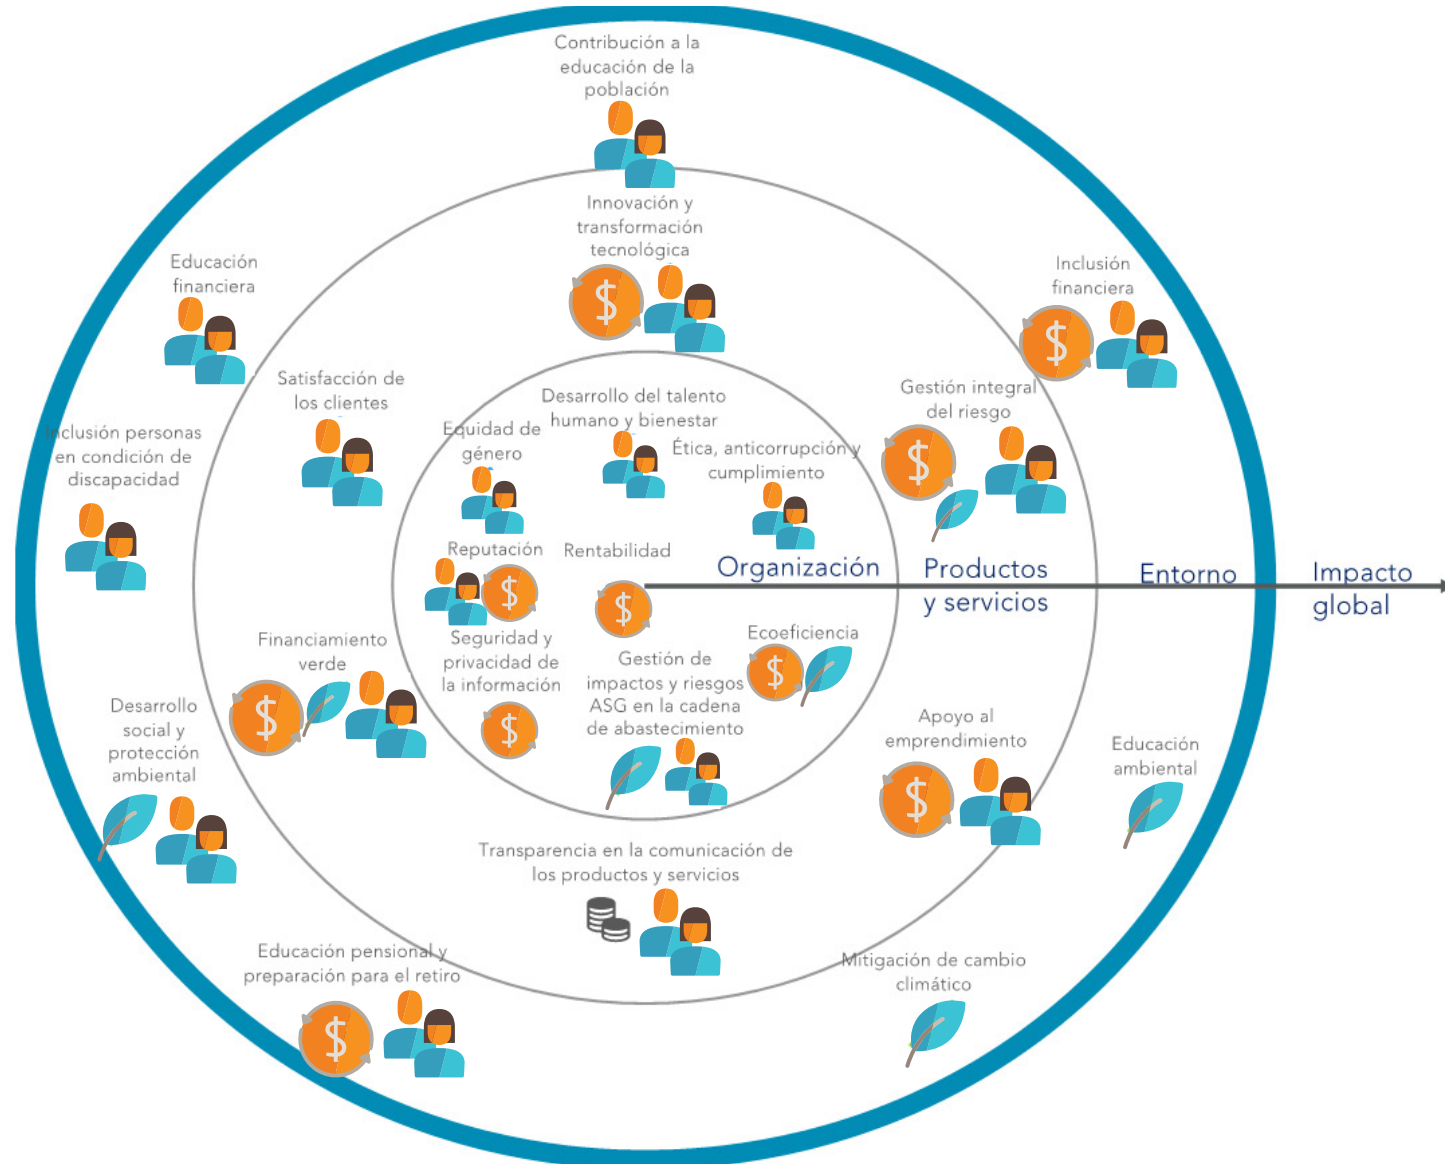 Contribución a la
educación de la
población
Innovación y
transformación
tecnológica
Educación
financiera
Inclusión
financiera
Satisfacción de
los clientes
Gestión integral
del riesgo
Desarrollo del talento
humano y bienestar
Equidad de
género
Ética, anticorrupción y
cumplimiento
Inclusión personas
en condición de
discapacidad
Reputación
Rentabilidad
Organización
Productos
y servicios
Entorno
Impacto
global
Seguridad y
privacidad de
la información
Gestión de
impactos y riesgos
ASG en la cadena
de abastecimiento
Ecoeficiencia
Financiamiento
verde
Desarrollo
social y
protección
ambiental
Apoyo al
emprendimiento
Educación
ambiental
Transparencia en la comunicación de
los productos y servicios
Educación pensional y
preparación para el retiro
Mitigación de cambio
climático